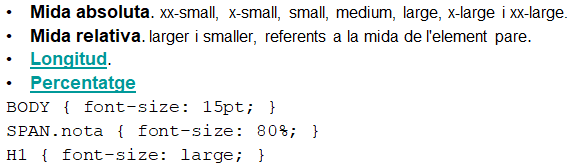 • Mida absoluta. xx-small, x-small, small, medium, large, x-large i xx-large.
• Mida relativa. larger i smaller, referents a la mida de l'element pare.
• Longitud.
• Percentatge
BODY { font-size: 15pt; }
SPAN.nota { font-size: 80%; }
H1 { font-size: large; }